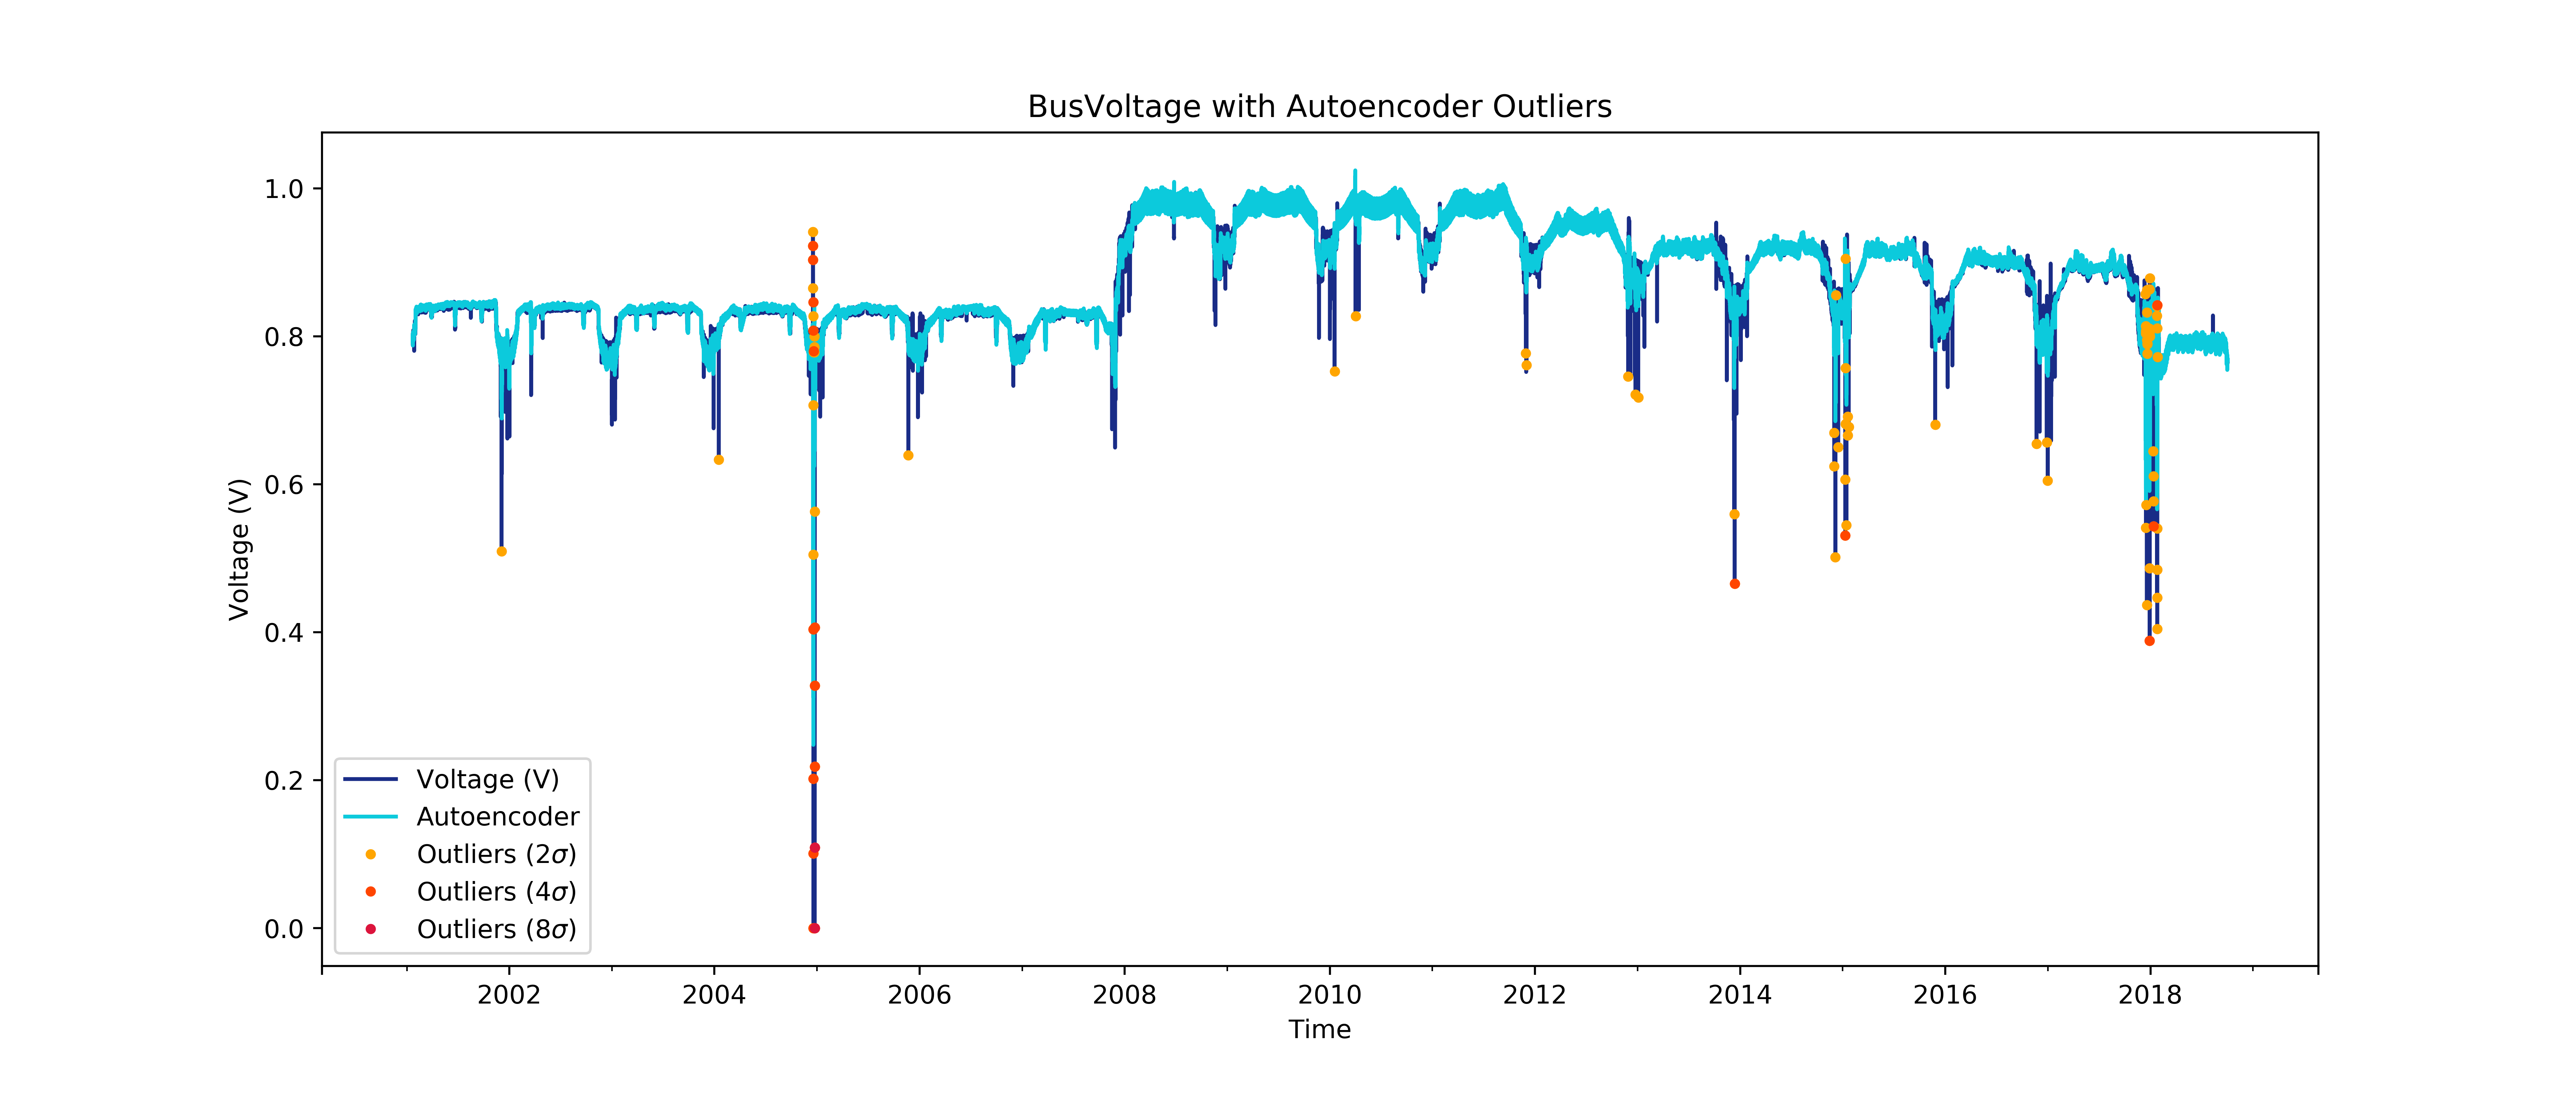 BusVoltage with Autoencoder Outliers
1.0
0.8
0.6
0.4
0.2
0.0
Voltage (V)
Voltage (V)
Autoencoder
Outliers (2σ)
Outliers (4σ)
Outliers (8σ)
2002 2004 2006 2008 2010 2012 2014 2016 2018
Time